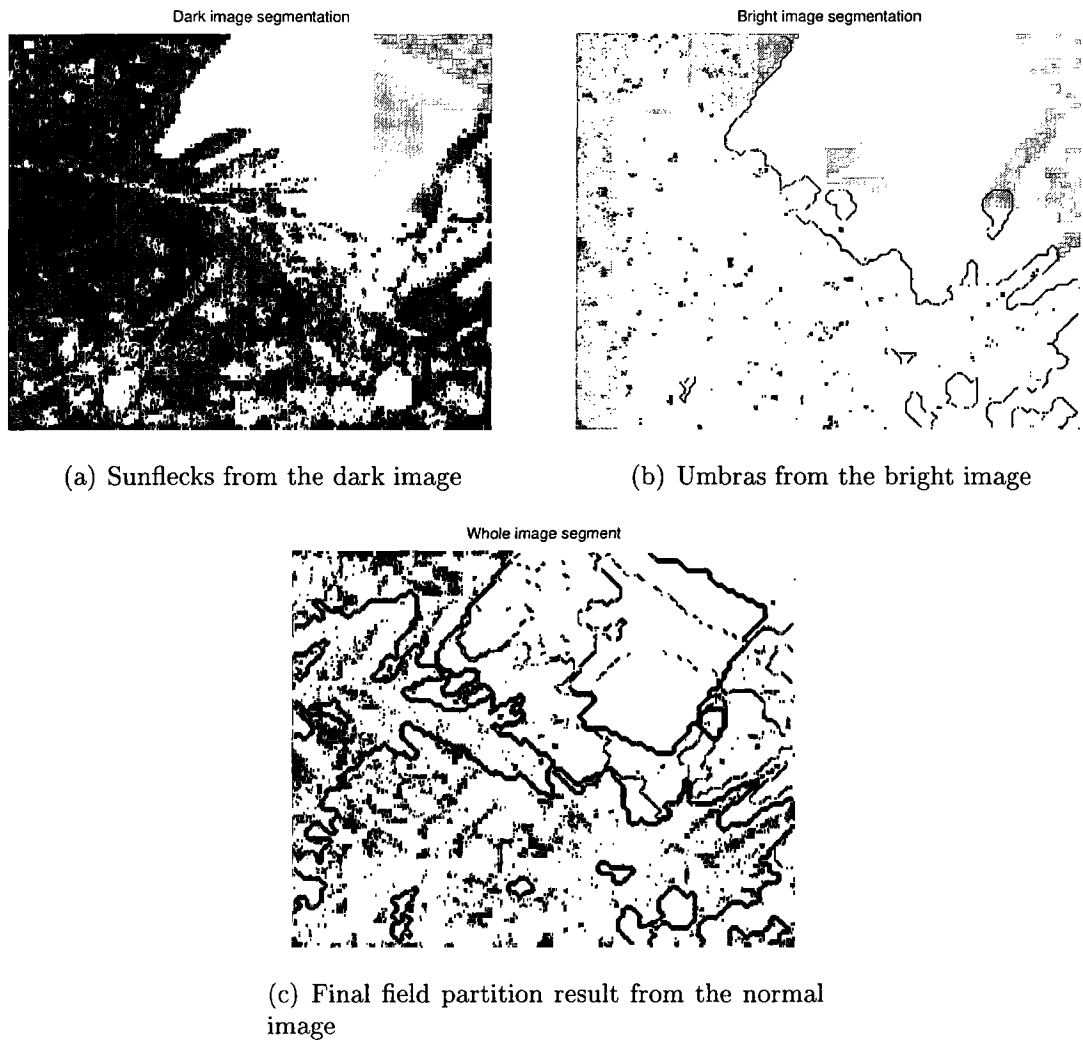 Dark image segmentation
Bright image segmentation
(a) Sunflecks from the dark image
(b) Umbras from the bright image
Whole image segment
(c) Final field partition result from the normal
image